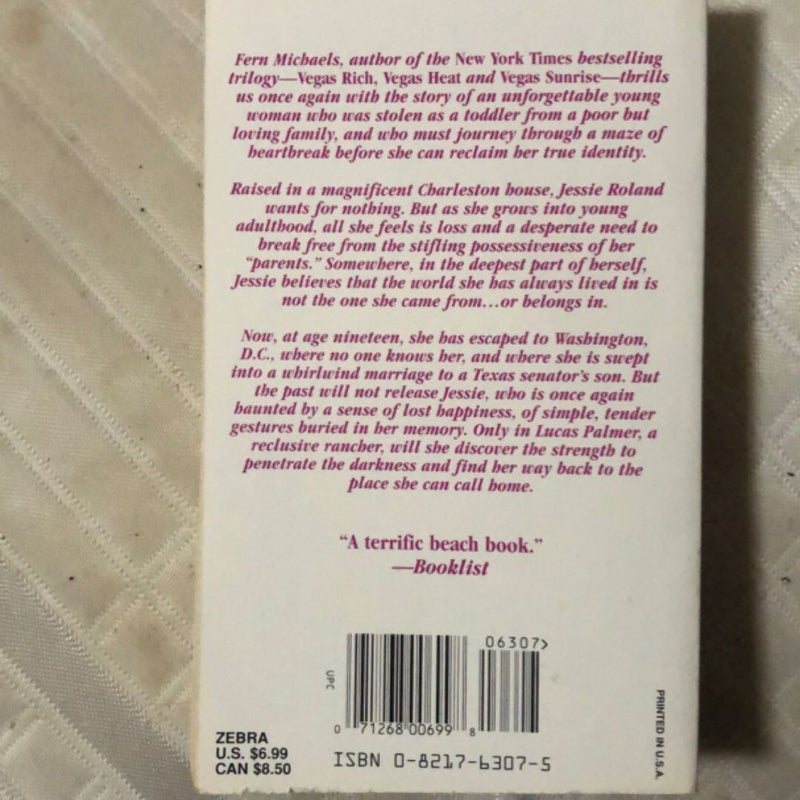 Fern Michaels, author of the New York Times bestselling
trilogy—Vegas Rich, Vegas Heat and Vegas Sunrise—thrills
us once again with the story of an unforgettable young
woman who was stolen as a toddler from a poor but
loving family, and who must journey through a maze of
heartbreak before she can reclaim her true identity.
Raised in a magnificent Charleston house, Jessie Roland
wants for nothing. But as she grows into young
adulthood, all she feels is loss and a desperate need to
break free from the stifling possessiveness of her
“parents.” Somewhere, in the deepest part of herself,
Jessie believes that the world she has always lived in is
not the one she came from...or belongs in.
Now, at age nineteen, she has escaped to Washington,
D.C., where no one knows her, and where she is swept
into a whirlwind marriage to a Texas senator's son. But
the past will not release Jessie, who is once again
haunted by a sense of lost happiness, of simple, tender
gestures buried in her memory. Only in Lucas Palmer, a
reclusive rancher, will she discover the strength to
penetrate the darkness and find her way back to the
place she can call home.
“A terrific beach book.”
—Booklist
06307>
UPC
0 71268 00699 8
ZEBRA
U.S. $6.99
CAN $8.50
ISBN 0-8217-6307-5
PRINTED IN U.S.A.